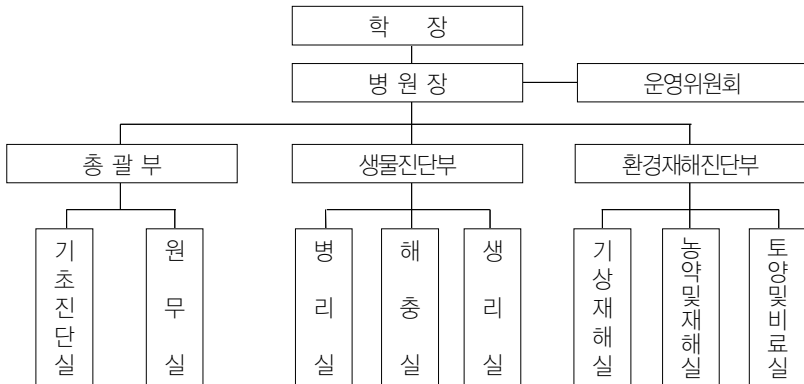 학 장
병 원 장
운영위원회
총 괄 부
생물진단부
환경재해진단부
기초진단실
원무실
병리실
해충실
생리실
기상재해실
농약및재해실
토양및비료실